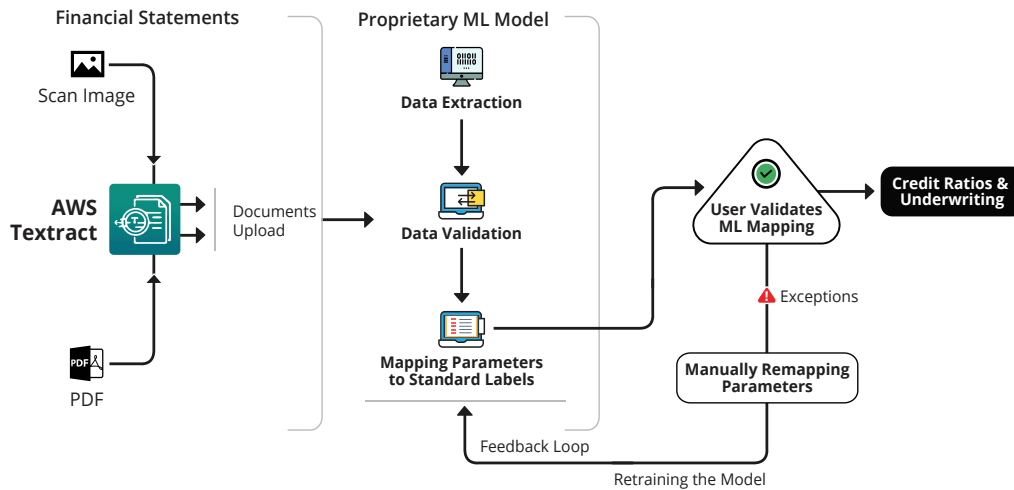 Financial Statements
Scan Image
AWS
Textract
Documents
Upload
PDF
PDF
Proprietary ML Model
Data Extraction
Data Validation
Mapping Parameters
to Standard Labels
User Validates
ML Mapping
Credit Ratios &
Underwriting
Exceptions
Manually Remapping
Parameters
Feedback Loop
Retraining the Model